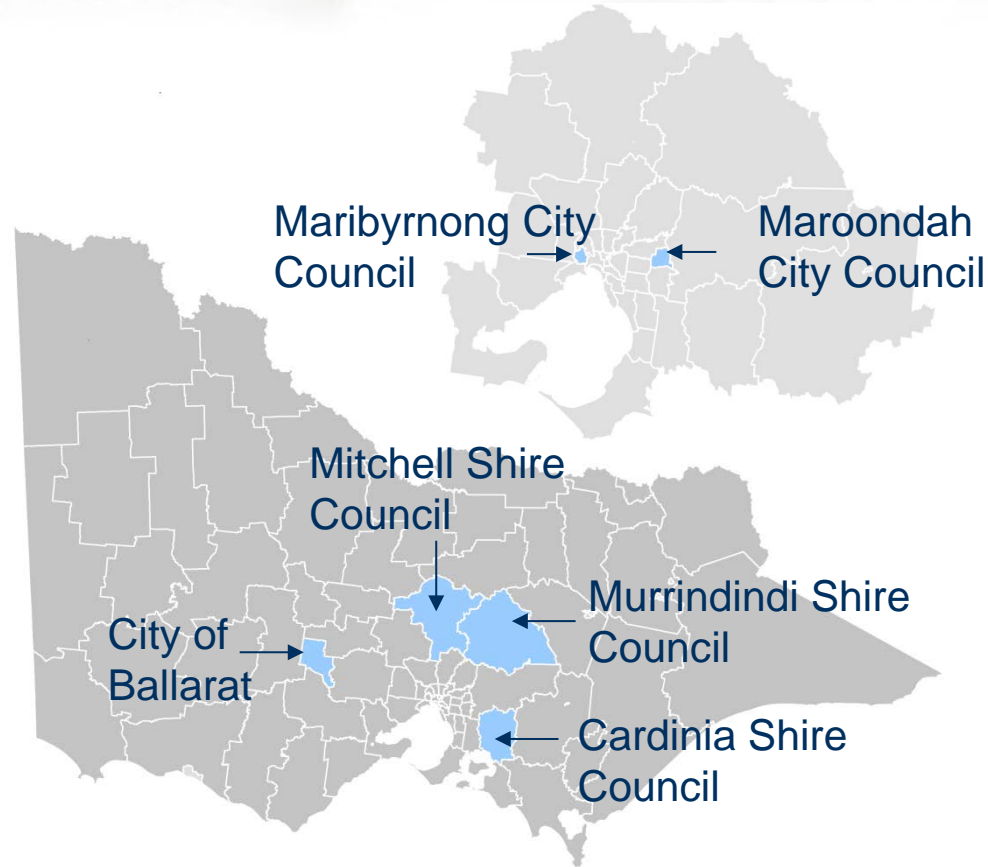 Maribyrnong City
Council
Maroondah
City Council
Mitchell Shire
Council
Murrindindi Shire
Council
City of
Ballarat
Cardinia Shire
Council